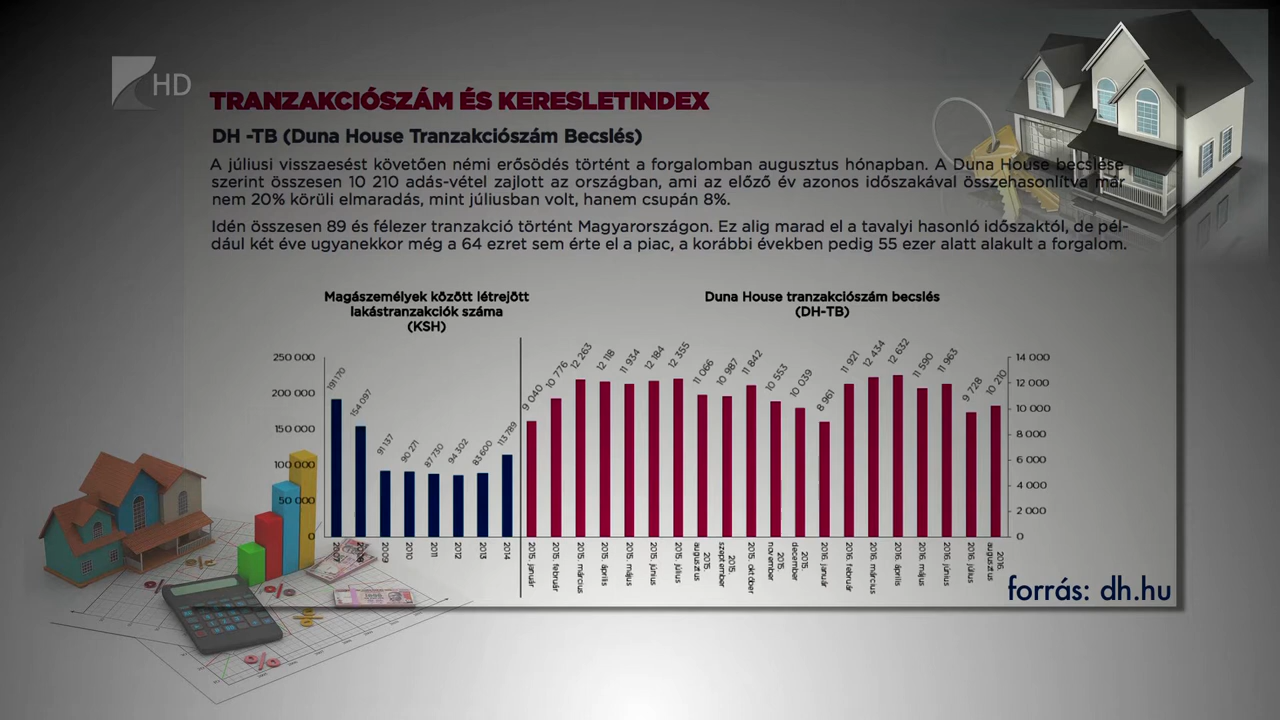 HD
TRANZAKCIÓSZÁM ÉS KERESLETINDEX
DH -TB (Duna House Tranzakciószám Becslés)
A júliusi visszaesést követően némi erősödés történt a forgalomban augusztus hónapban. A Duna House becslése
szerint összesen 10 210 adás-vétel zajlott az országban, ami az előző év azonos időszakával összehasonlítva már
nem 20% körüli elmaradás, mint júliusban volt, hanem csupán 8%.
Idén összesen 89 és félezer tranzakció történt Magyarországon. Ez alig marad el a tavalyi hasonló időszaktól, de pél-
dául két éve ugyanekkor még a 64 ezret sem érte el a piac, a korábbi években pedig 55 ezer alatt alakult a forgalom.
Magászemélyek között létrejött
lakástranzakciók száma
(KSH)
250 000
200 000
150 000
100 000
50 000
0
191 170
154 097
91 137
90 271
87 730
94 302
83 600
113 789
2007
2008
2009
2010
2011
2012
2013
2014
Duna House tranzakciószám becslés
(DH-TB)
9 040
10 776
12 263
12 118
11 934
12 184
12 355
11 066
10 987
11 842
10 553
10 039
8 961
11 921
12 434
12 632
11 590
11 963
9 728
10 210
14 000
12 000
10 000
8 000
6 000
4 000
2 000
0
2015. január
2015. február
2015. március
2015. április
2015. május
2015. június
2015. július
2015.
augusztus
2015.
szeptember
2015. október
2015.
november
2015.
december
2016. január
2016. február
2016. március
2016. április
2016. május
2016. június
2016. július
2016.
augusztus
forrás: dh.hu